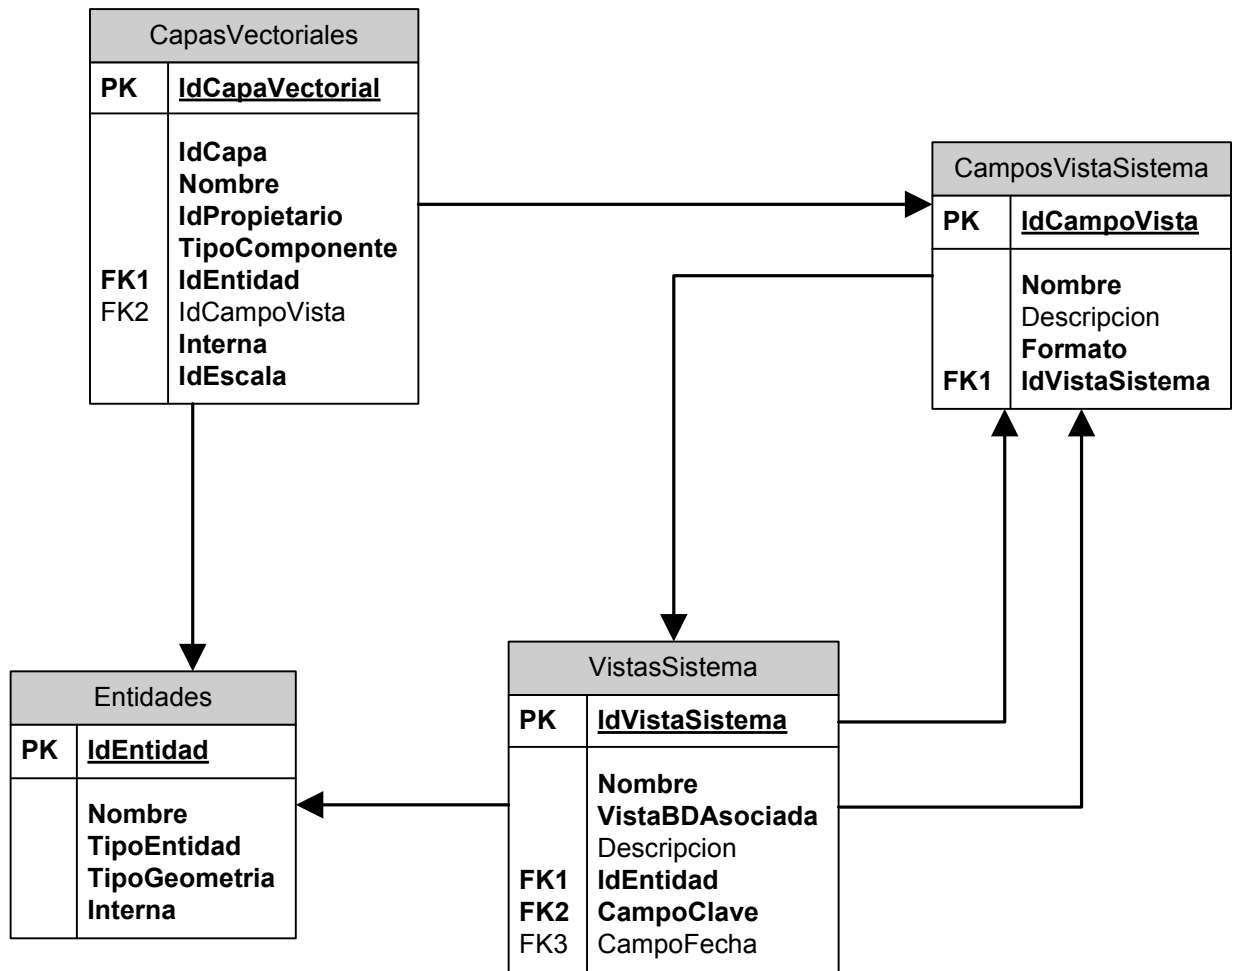 CapasVectoriales
PK IdCapaVectorial
IdCapa
Nombre
IdPropietario
TipoComponente
FK1 IdEntidad
FK2 IdCampoVista
Interna
IdEscala
CamposVistaSistema
PK IdCampoVista
Nombre
Descripcion
Formato
FK1 IdVistaSistema
Entidades
PK IdEntidad
Nombre
TipoEntidad
TipoGeometria
Interna
VistasSistema
PK IdVistaSistema
Nombre
VistaBDAsociada
Descripcion
FK1 IdEntidad
FK2 CampoClave
FK3 CampoFecha